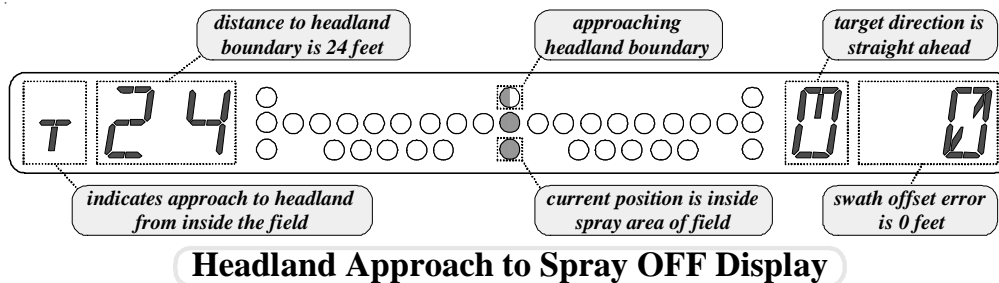 distance to headland
boundary is 24 feet
approaching
headland boundary
target direction is
straight ahead
T 24 0
indicates approach to headland
from inside the field
current position is inside
spray area of field
swath offset error
is 0 feet
Headland Approach to Spray OFF Display